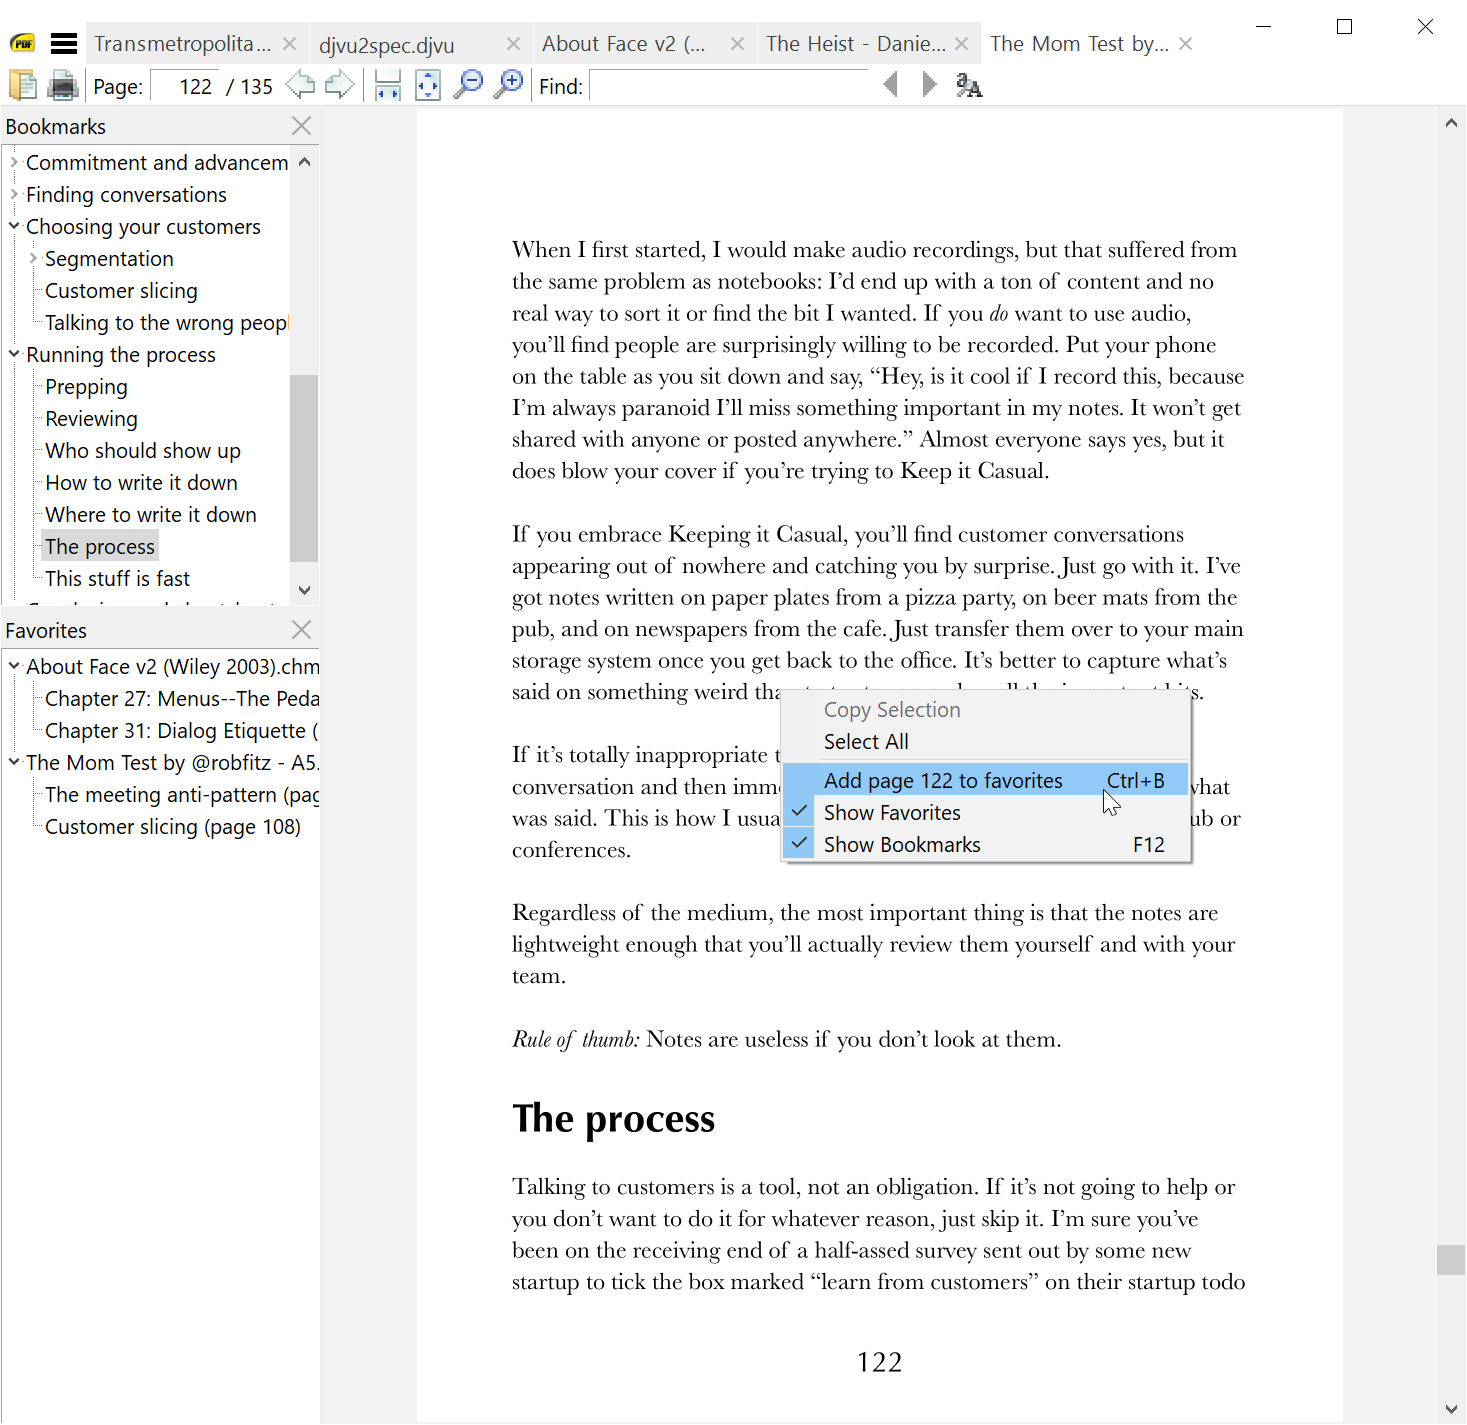 PDF
Transmetropolita...
djvu2spec.djvu
About Face v2 (...
The Heist - Danie...
The Mom Test by...
Page: 122 / 135
Find:
Bookmarks
Commitment and advancem
Finding conversations
Choosing your customers
Segmentation
Customer slicing
Talking to the wrong peopl
Running the process
Prepping
Reviewing
Who should show up
How to write it down
Where to write it down
The process
This stuff is fast
Favorites
About Face v2 (Wiley 2003).chm
Chapter 27: Menus--The Peda
Chapter 31: Dialog Etiquette (
The Mom Test by @robfitz - A5.
The meeting anti-pattern (pag
Customer slicing (page 108)
When I first started, I would make audio recordings, but that suffered from
the same problem as notebooks: I’d end up with a ton of content and no
real way to sort it or find the bit I wanted. If you do want to use audio,
you’ll find people are surprisingly willing to be recorded. Put your phone
on the table as you sit down and say, “Hey, is it cool if I record this, because
I’m always paranoid I’ll miss something important in my notes. It won’t get
shared with anyone or posted anywhere.” Almost everyone says yes, but it
does blow your cover if you’re trying to Keep it Casual.
If you embrace Keeping it Casual, you’ll find customer conversations
appearing out of nowhere and catching you by surprise. Just go with it. I’ve
got notes written on paper plates from a pizza party, on beer mats from the
pub, and on newspapers from the cafe. Just transfer them over to your main
storage system once you get back to the office. It’s better to capture what’s
said on something weird
If it’s totally inappropriate
conversation and then
was said. This is how I or
conferences.
Copy Selection
Select All
Add page 122 to favorites Ctrl+B
Show Favorites
Show Bookmarks F12
Regardless of the medium, the most important thing is that the notes are
lightweight enough that you’ll actually review them yourself and with your
team.
Rule of thumb: Notes are useless if you don’t look at them.
The process
Talking to customers is a tool, not an obligation. If it’s not going to help or
you don’t want to do it for whatever reason, just skip it. I’m sure you’ve
been on the receiving end of a half-assed survey sent out by some new
startup to tick the box marked “learn from customers” on their startup todo
122